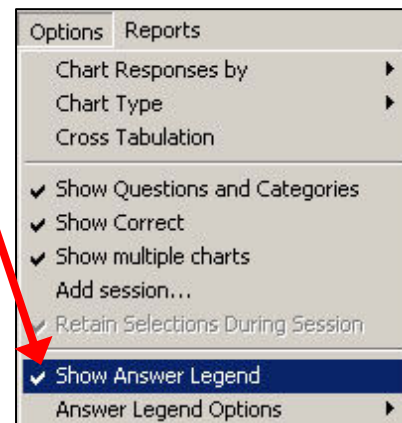 Options Reports
Chart Responses by
Chart Type
Cross Tabulation
Show Questions and Categories
Show Correct
Show multiple charts
Add session...
Retain Selections During Session
Show Answer Legend
Answer Legend Options